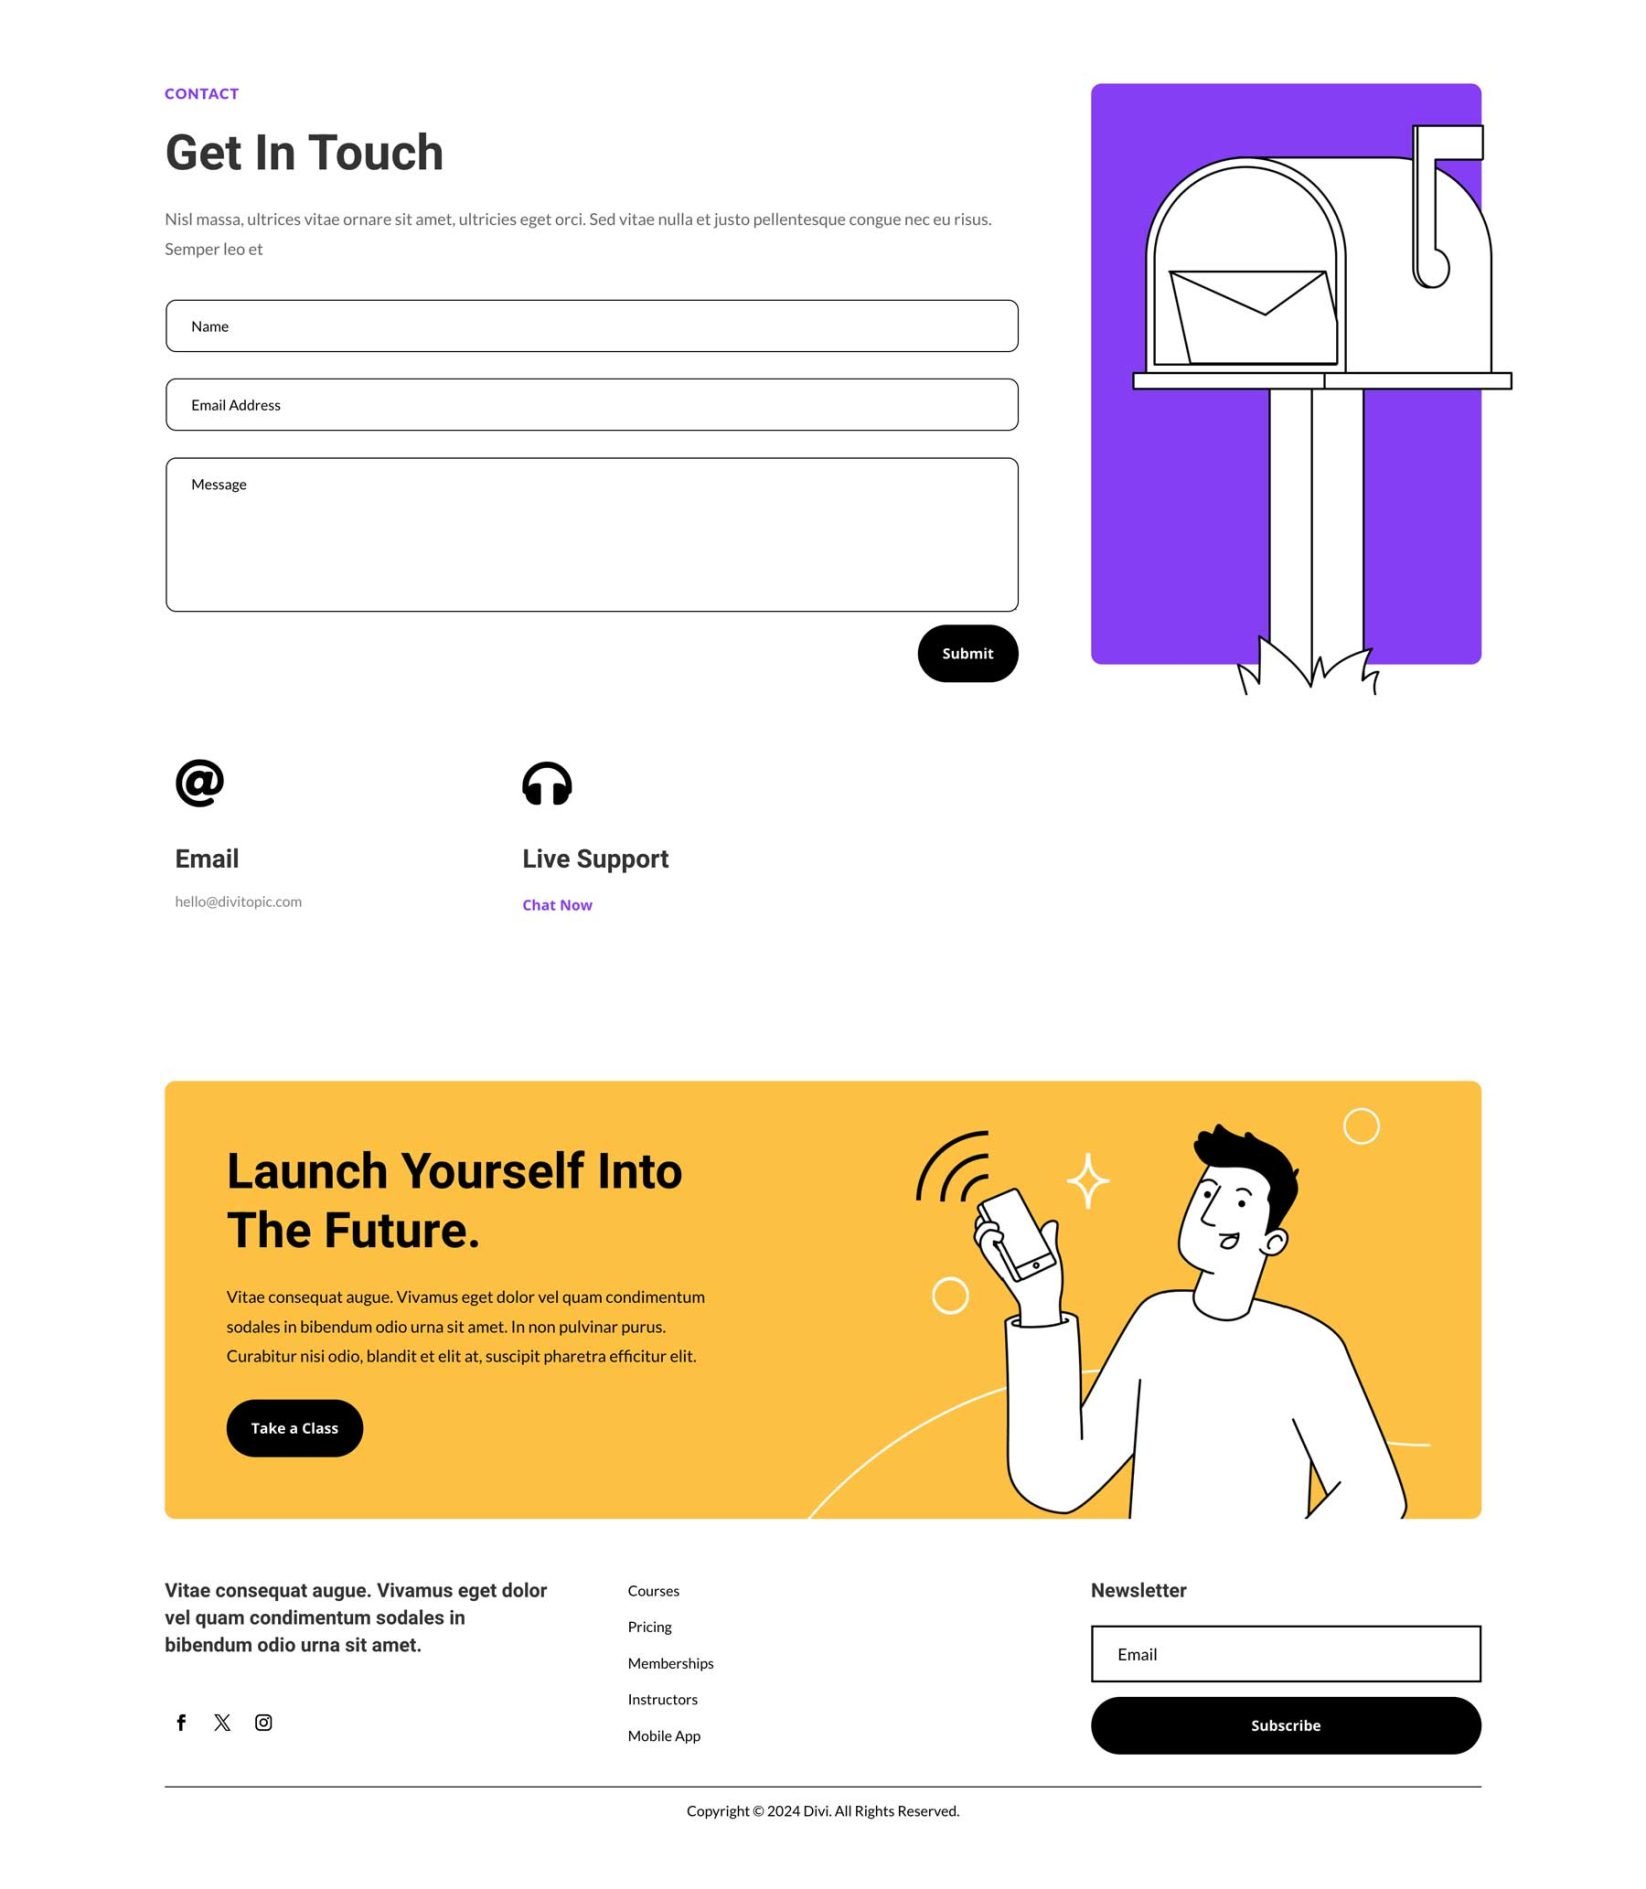 CONTACT
Get In Touch
Nisl massa, ultrices vitae ornare sit amet, ultricies eget orci. Sed vitae nulla et justo pellentesque congue nec eu risus.
Semper leo et
Name
Email Address
Message
Submit
Email
hello@divitopic.com
Live Support
Chat Now
Launch Yourself Into
The Future.
Vitae consequat augue. Vivamus eget dolor vel quam condimentum
sodales in bibendum odio urna sit amet. In non pulvinar purus.
Curabitur nisi odio, blandit et elit at, suscipit pharetra efficitur elit.
Take a Class
Vitae consequat augue. Vivamus eget dolor
vel quam condimentum sodales in
bibendum odio urna sit amet.
Courses
Pricing
Memberships
Instructors
Mobile App
Newsletter
Email
Subscribe
Copyright © 2024 Divi. All Rights Reserved.